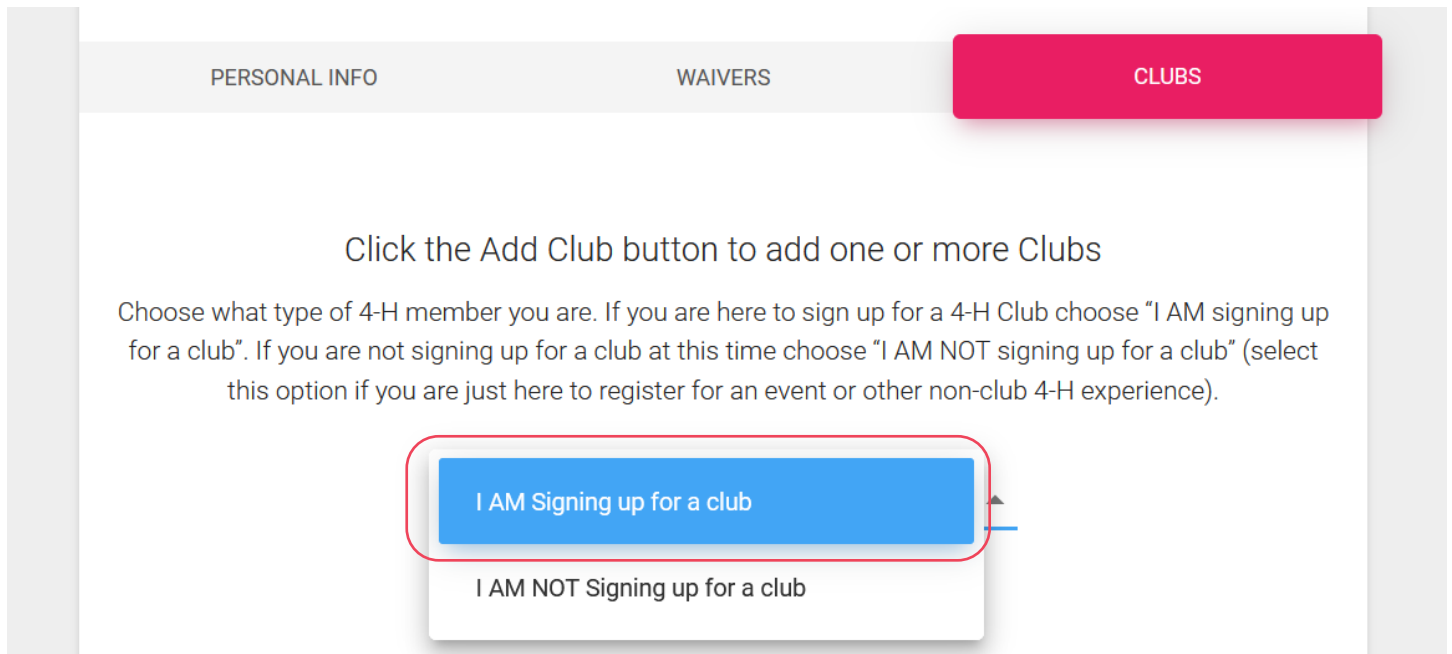 PERSONAL INFO
WAIVERS
CLUBS
Click the Add Club button to add one or more Clubs
Choose what type of 4-H member you are. If you are here to sign up for a 4-H Club choose “I AM signing up
for a club”. If you are not signing up for a club at this time choose “I AM NOT signing up for a club” (select
this option if you are just here to register for an event or other non-club 4-H experience).
I AM Signing up for a club
I AM NOT Signing up for a club